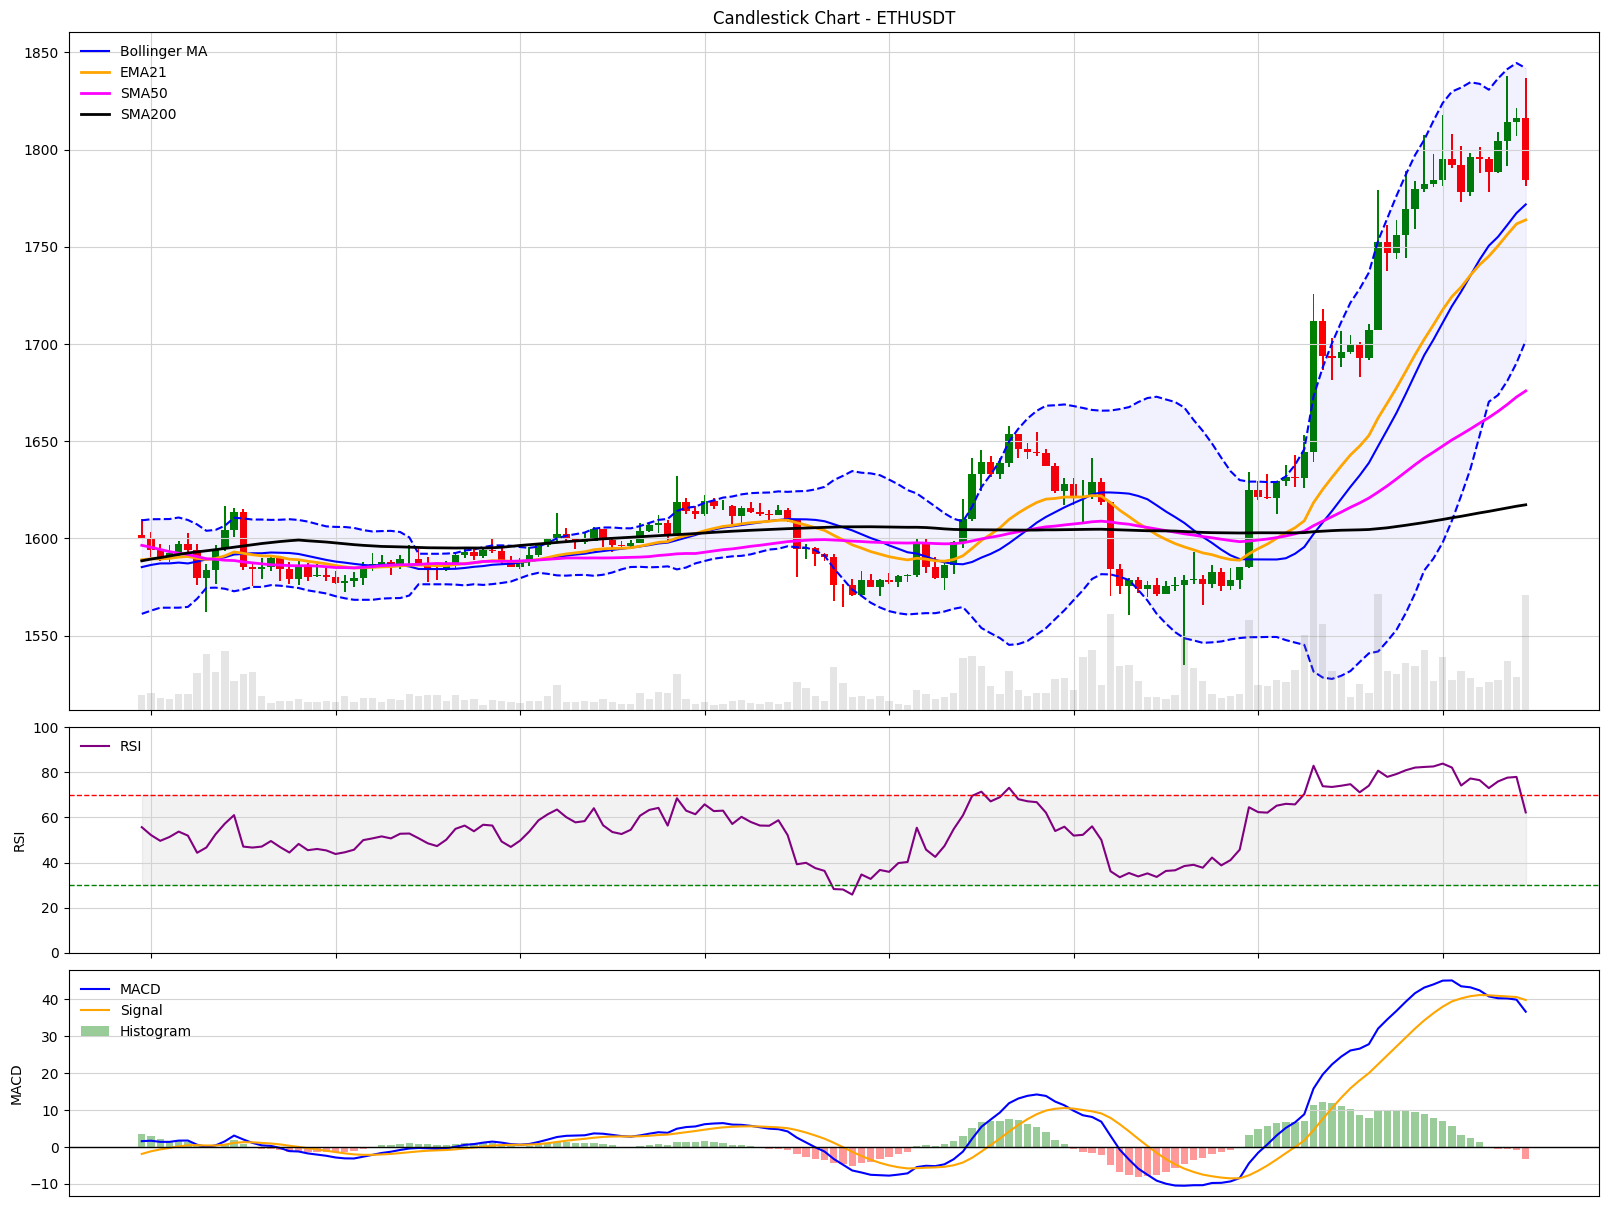 Candlestick Chart - ETHUSDT
Bollinger MA
EMA21
SMA50
SMA200
1850
1800
1750
1700
1650
1600
1550
RSI
100
80
60
40
20
0
RSI
MACD
Signal
Histogram
40
30
20
10
0
−10
MACD